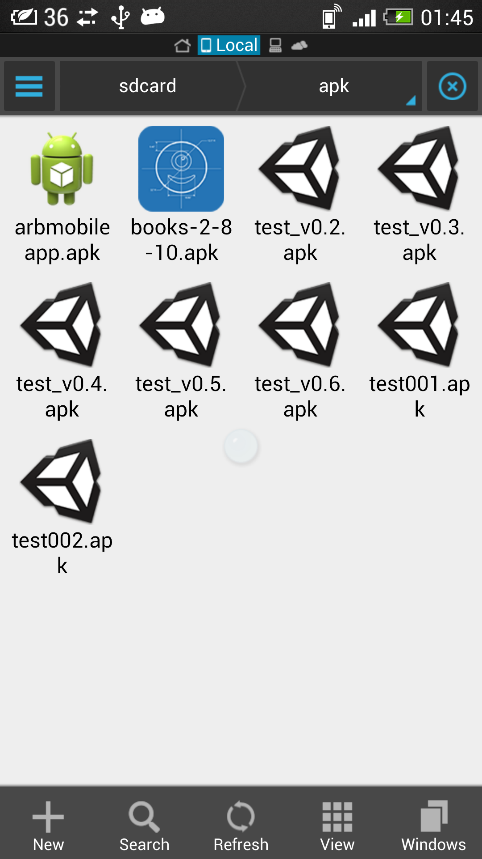 36 01:45
Local
sdcard apk
arbmobile books-2-8 test_v0.2. test_v0.3.
app.apk -10.apk apk apk
test_v0.4. test_v0.5. test_v0.6. test001.ap
apk apk apk k
test002.ap
k
New Search Refresh View Windows